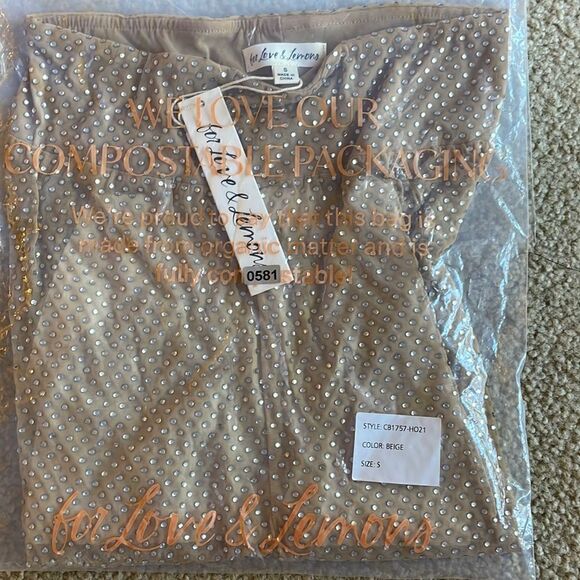 for Love & Lemons
S
MADE IN
CHINA
WE LOVE OUR
COMPOSTABLE PACKAGING
We're proud to say that this bag is
made from organic matter and is
fully compostable!
for Love & Lemons
0581
STYLE: CB1757-HO21
COLOR: BEIGE
SIZE: S
for Love & Lemons